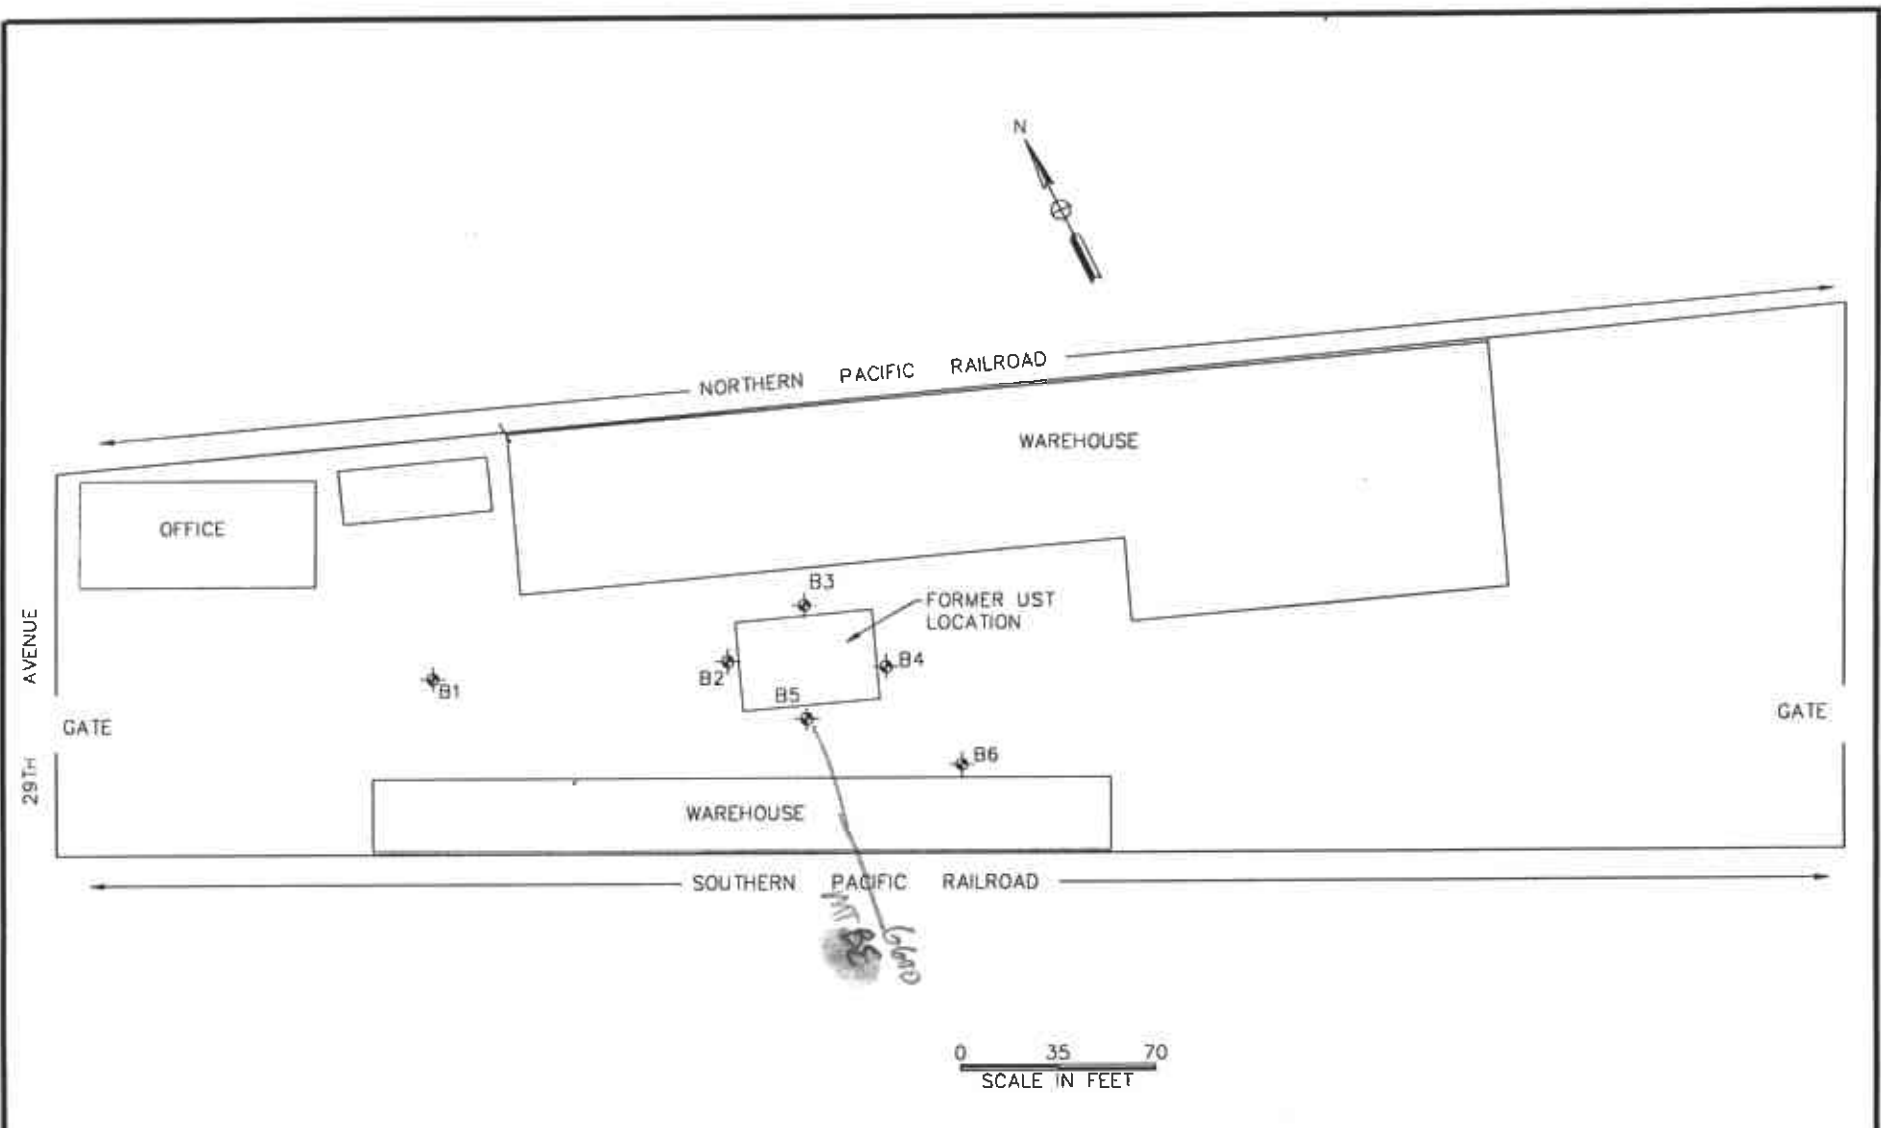 N
NORTHERN PACIFIC RAILROAD
WAREHOUSE
OFFICE
B3
FORMER UST
LOCATION
B2
B4
B1
B5
29TH AVENUE
GATE
GATE
B6
WAREHOUSE
SOUTHERN PACIFIC RAILROAD
MTBE
0 35 70
SCALE IN FEET